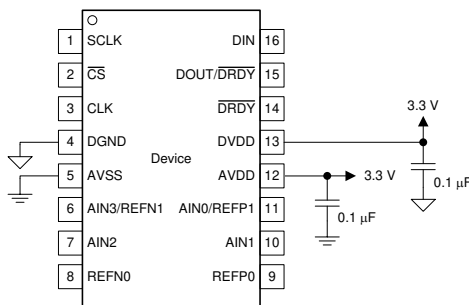 1 SCLK DIN 16
2 CS DOUT/DRDY 15
3 CLK DRDY 14
3.3 V
4 DGND DVDD 13
Device
5 AVSS AVDD 12 3.3 V
0.1 μF
6 AIN3/REFN1 AIN0/REFP1 11
0.1 μF
7 AIN2 AIN1 10
8 REFN0 REFP0 9